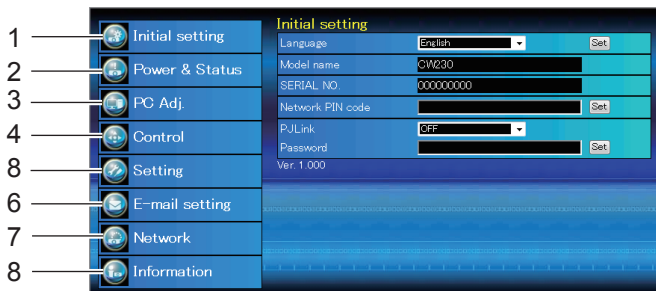 1 Initial setting
2 Power & Status
3 PC Adj.
4 Control
8 Setting
6 E-mail setting
7 Network
8 Information
Initial setting
Language English Set
Model name CW230
SERIAL NO. 000000000
Network PIN code Set
PJLink OFF
Password Set
Ver. 1.000